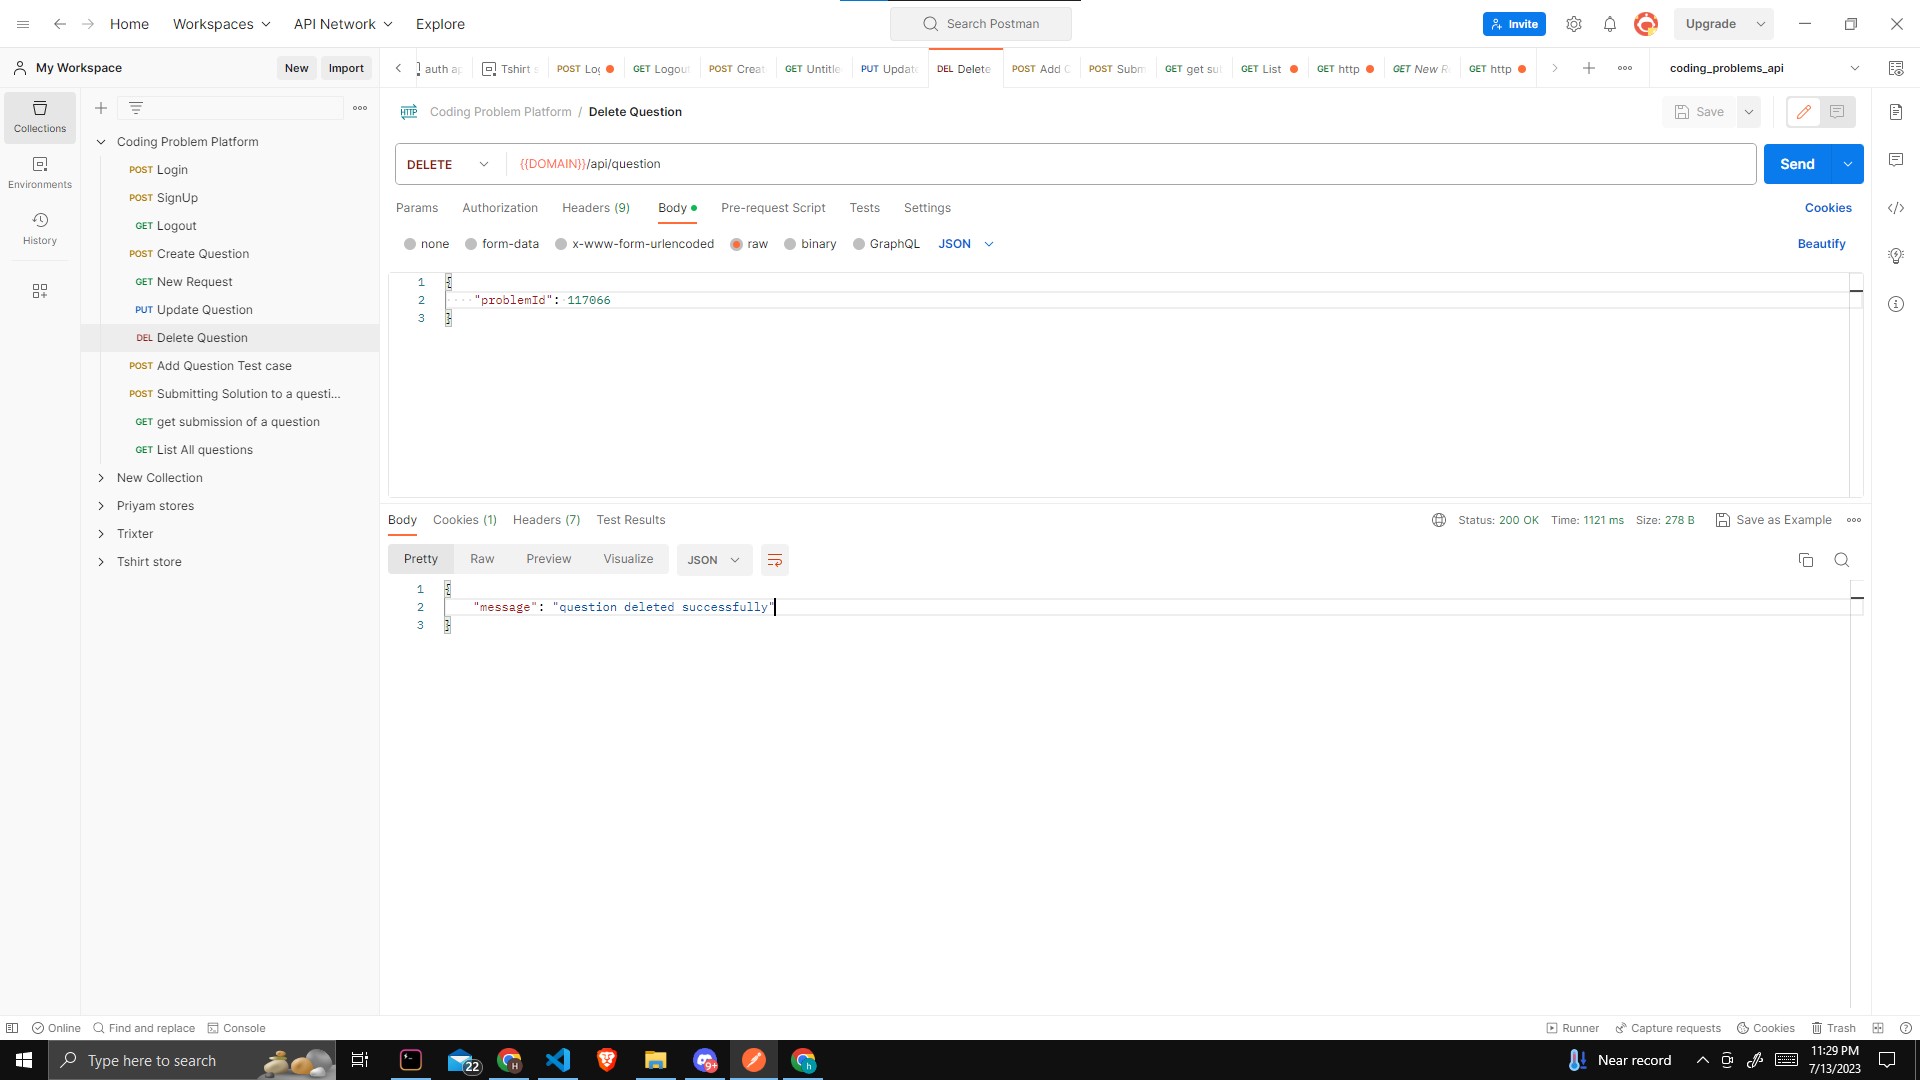 Home Workspaces API Network Explore Search Postman Invite Upgrade
My Workspace New Import auth ap Tshirt s POST Log GET Logout POST Creat GET Untitle PUT Update DEL Delete POST Add Q POST Subm GET get su GET List GET http GET New R GET http coding_problems_api
Collections
Environments
History
Coding Problem Platform
POST Login
POST SignUp
GET Logout
POST Create Question
GET New Request
PUT Update Question
DEL Delete Question
POST Add Question Test case
POST Submitting Solution to a questi...
GET get submission of a question
GET List All questions
New Collection
Priyam stores
Trixter
Tshirt store
HTTP Coding Problem Platform / Delete Question Save
DELETE {{DOMAIN}}/api/question Send
Params Authorization Headers (9) Body Pre-request Script Tests Settings Cookies
none form-data x-www-form-urlencoded raw binary GraphQL JSON Beautify
1 {
2 ····"problemId":·117066
3 }
Body Cookies (1) Headers (7) Test Results Status: 200 OK Time: 1121 ms Size: 278 B Save as Example
Pretty Raw Preview Visualize JSON
1 {
2 "message": "question deleted successfully"
3 }
Online Find and replace Console Runner Capture requests Cookies Trash
Type here to search 22 H 9+ h Near record 11:29 PM
7/13/2023